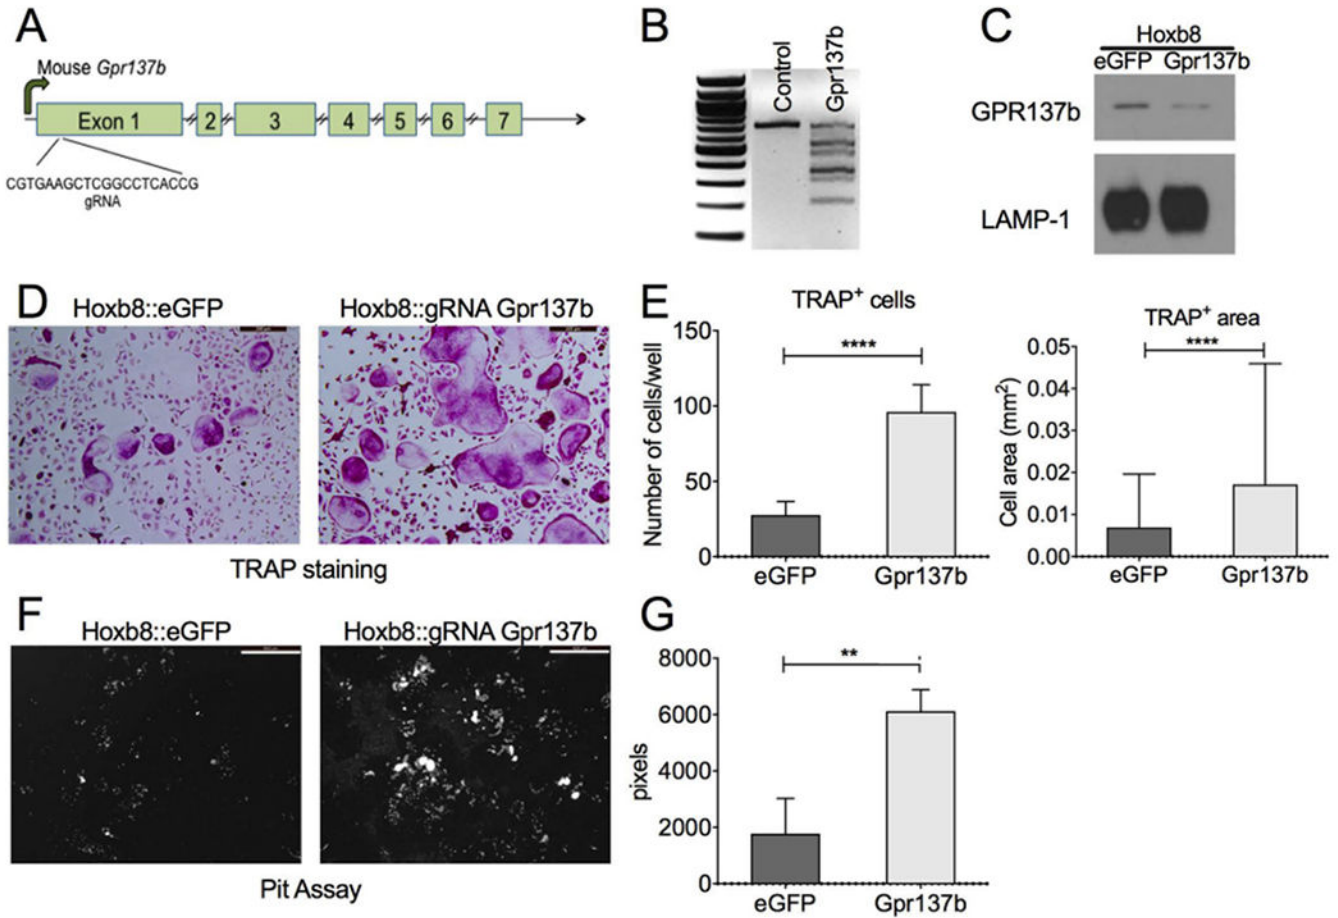 A
Mouse Gpr137b
Exon 1 2 3 4 5 6 7
CGTGAAGCTCGGCCTCACCG
gRNA
B
Control
Gpr137b
C
Hoxb8
eGFP Gpr137b
GPR137b
LAMP-1
D
Hoxb8::eGFP
Hoxb8::gRNA Gpr137b
TRAP staining
E
TRAP⁺ cells
Number of cells/well
150
100
50
0
****
eGFP Gpr137b
TRAP⁺ area
Cell area (mm²)
0.05
0.04
0.03
0.02
0.01
0.00
****
eGFP Gpr137b
F
Hoxb8::eGFP
Hoxb8::gRNA Gpr137b
Pit Assay
G
pixels
8000
6000
4000
2000
0
**
eGFP Gpr137b